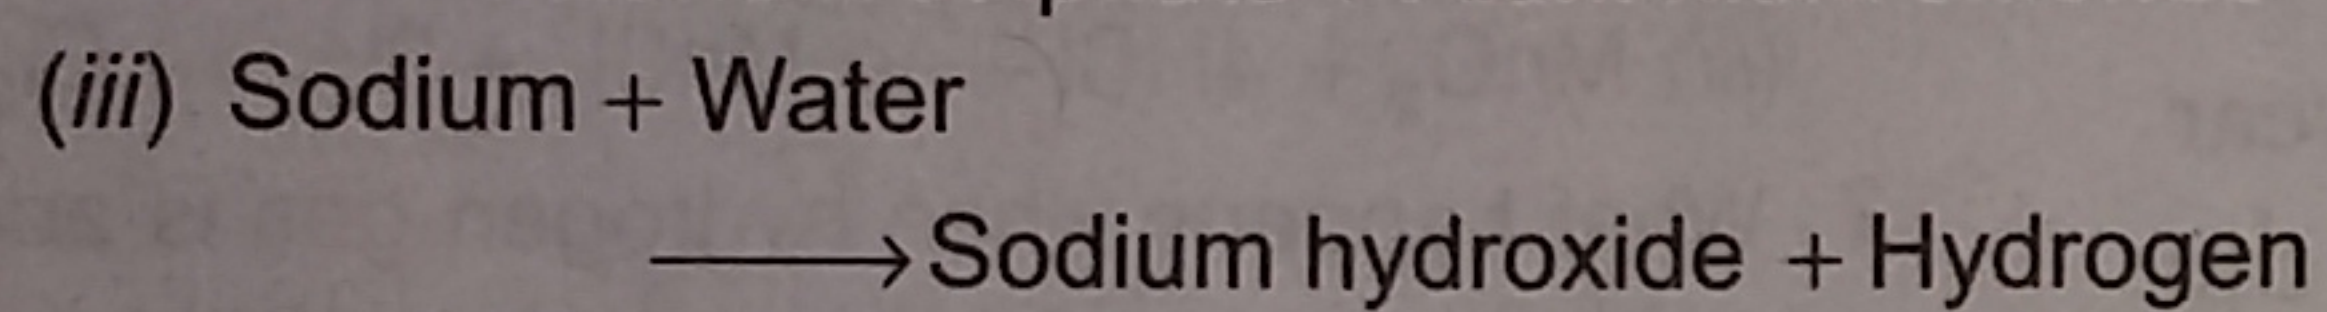 (iii) Sodium + Water
⟶ Sodium hydroxide + Hydrogen